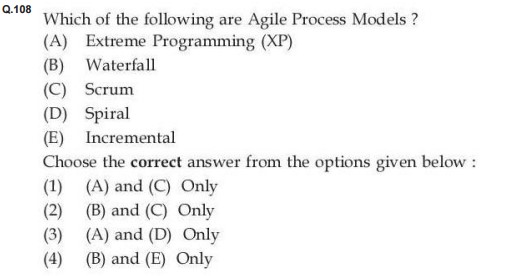 Q.108 Which of the following are Agile Process Models ?
(A) Extreme Programming (XP)
(B) Waterfall
(C) Scrum
(D) Spiral
(E) Incremental
Choose the correct answer from the options given below :
(1) (A) and (C) Only
(2) (B) and (C) Only
(3) (A) and (D) Only
(4) (B) and (E) Only